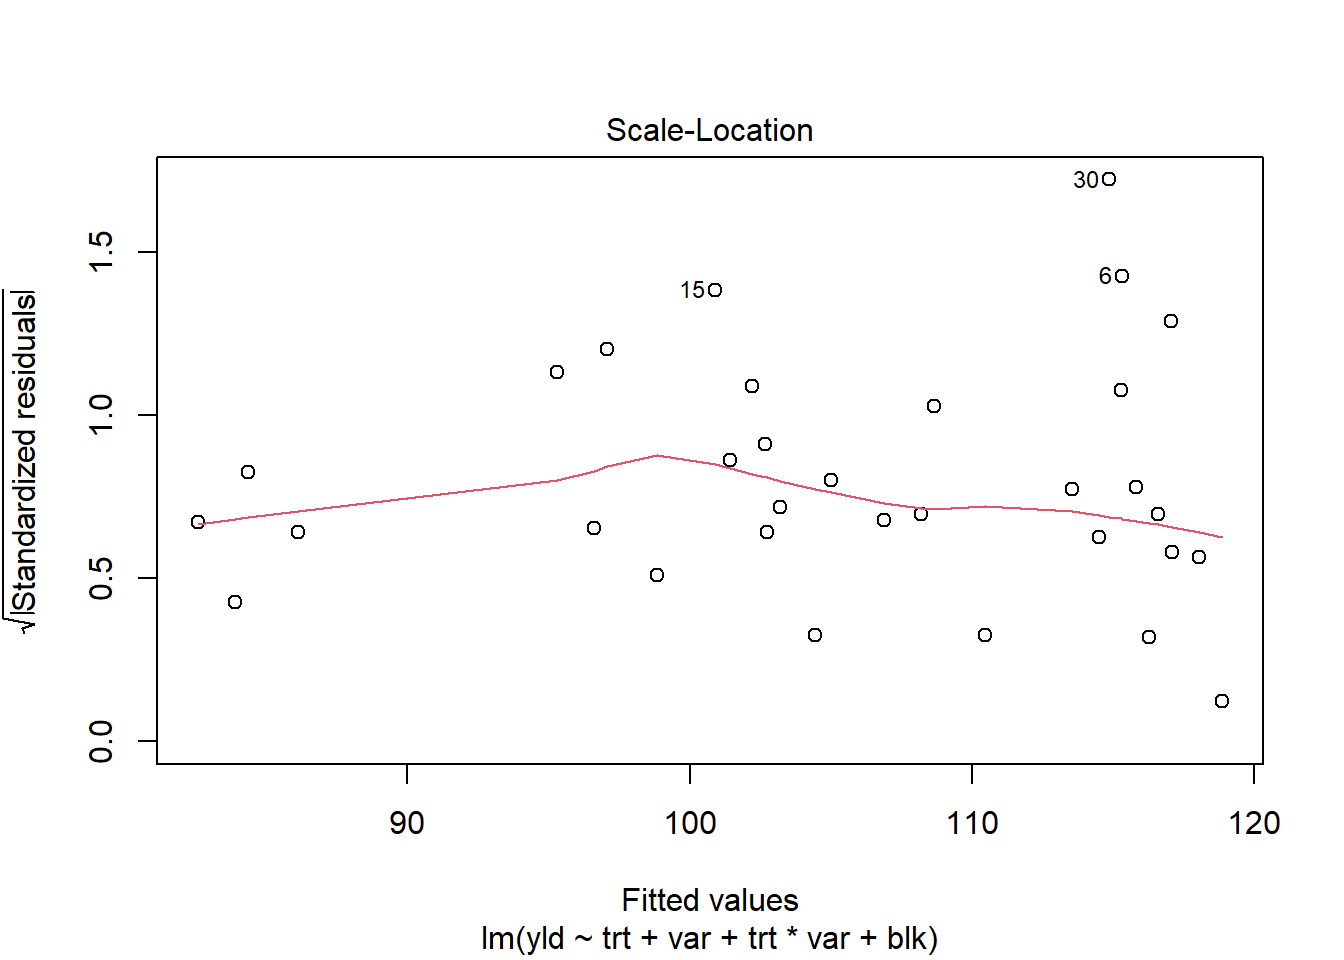 Scale-Location
√|Standardized residuals|
1.5
1.0
0.5
0.0
30
6
15
90 100 110 120
Fitted values
lm(yld ~ trt + var + trt * var + blk)